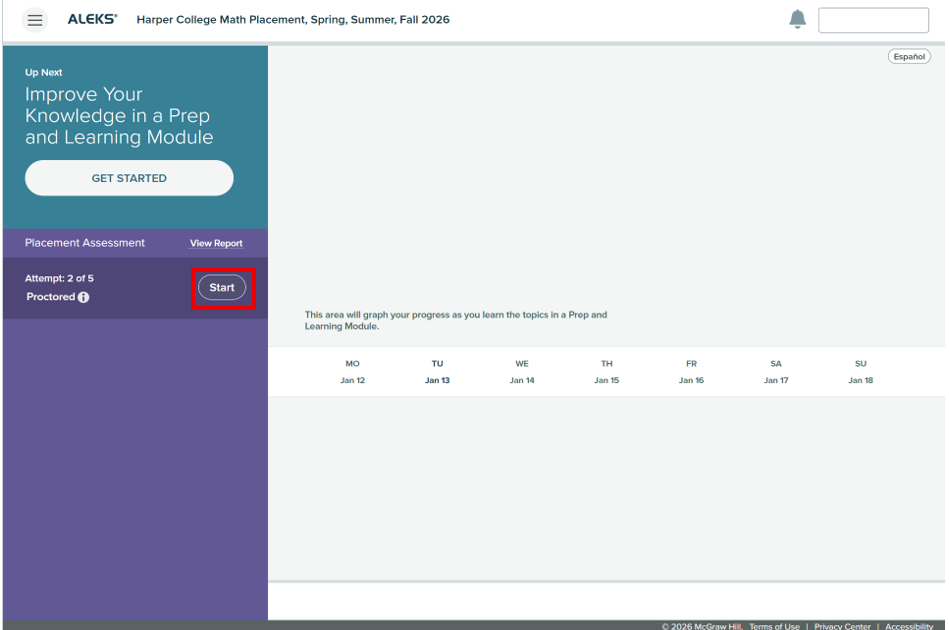 ALEKS® Harper College Math Placement, Spring, Summer, Fall 2026
Español
Up Next
Improve Your
Knowledge in a Prep
and Learning Module
GET STARTED
Placement Assessment View Report
Attempt: 2 of 5
Proctored
Start
This area will graph your progress as you learn the topics in a Prep and
Learning Module.
MO TU WE TH FR SA SU
Jan 12 Jan 13 Jan 14 Jan 15 Jan 16 Jan 17 Jan 18
© 2026 McGraw Hill. Terms of Use | Privacy Center | Accessibility